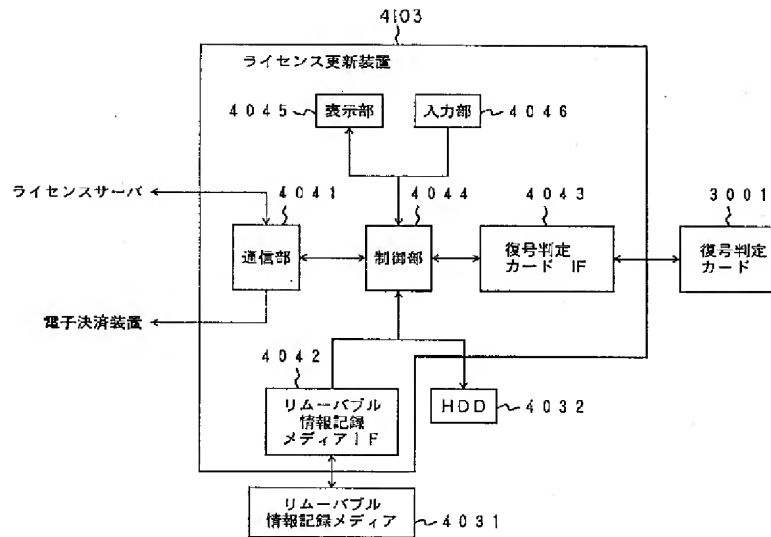 4103
ライセンス更新装置
4045
表示部
入力部
4046
ライセンスサーバ
4041
4044
4043
3001
通信部
制御部
復号判定
カード IF
復号判定
カード
電子決済装置
4042
リムーバブル
情報記録
メディアIF
HDD
4032
リムーバブル
情報記録メディア
4031